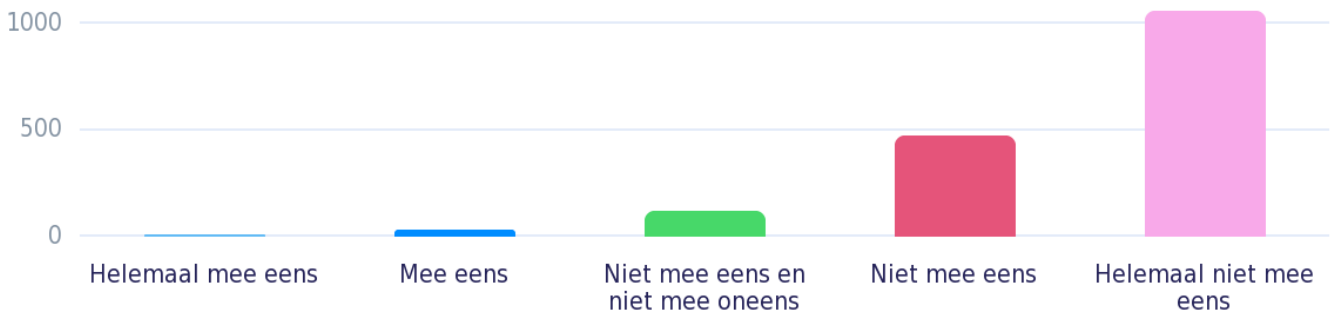 1000
500
0
Helemaal mee eens
Mee eens
Niet mee eens en
niet mee oneens
Niet mee eens
Helemaal niet mee
eens